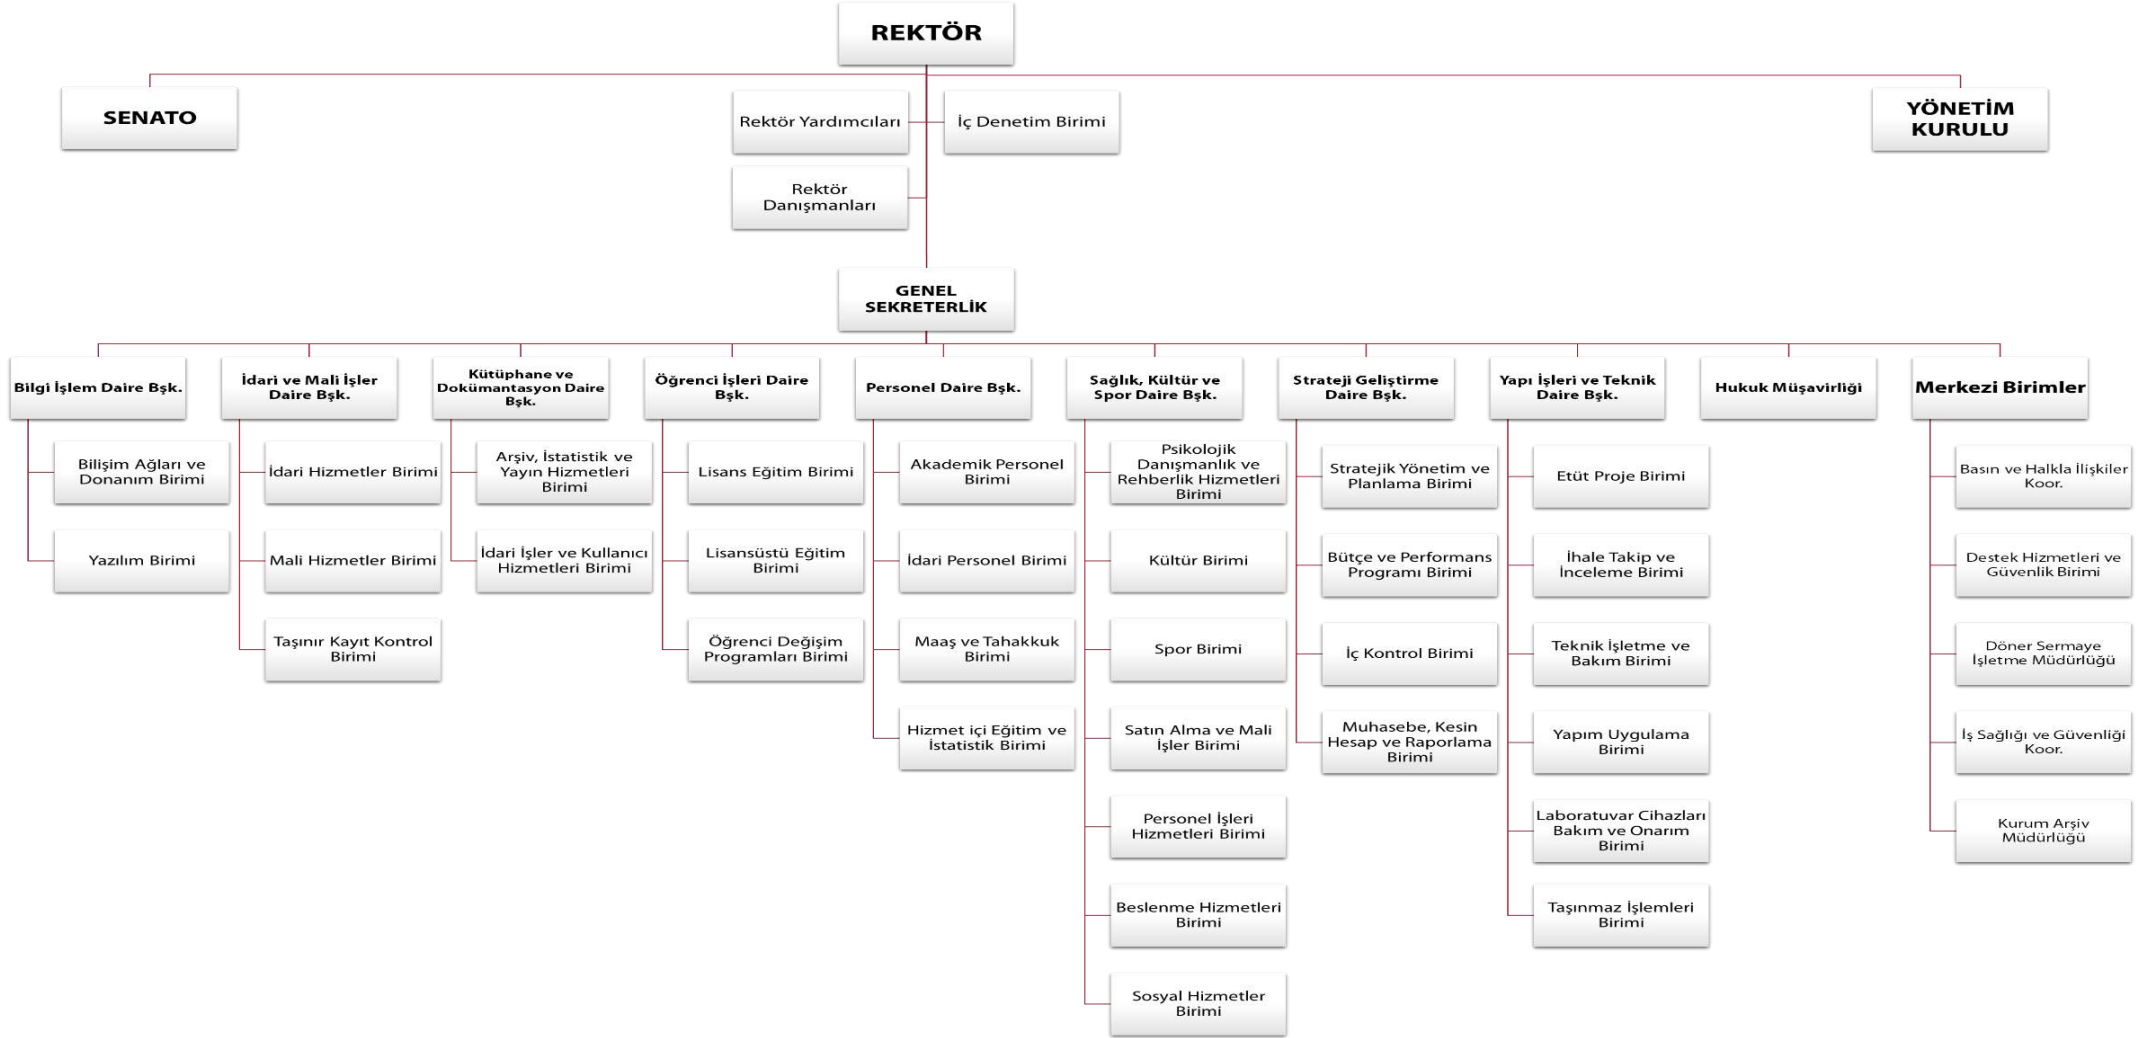 REKTÖR
SENATO
YÖNETİM
KURULU
Rektör Yardımcıları
İç Denetim Birimi
Rektör
Danışmanları
GENEL
SEKRETERLİK
Bilgi İşlem Daire Bşk.
İdari ve Mali İşler
Daire Bşk.
Kütüphane ve
Dokümantasyon Daire
Bşk.
Öğrenci İşleri Daire
Bşk.
Personel Daire Bşk.
Sağlık, Kültür ve
Spor Daire Bşk.
Strateji Geliştirme
Daire Bşk.
Yapı İşleri ve Teknik
Daire Bşk.
Hukuk Müşavirliği
Merkezi Birimler
Bilişim Ağları ve
Donanım Birimi
Yazılım Birimi
İdari Hizmetler Birimi
Mali Hizmetler Birimi
Taşınır Kayıt Kontrol
Birimi
Arşiv, İstatistik ve
Yayın Hizmetleri
Birimi
İdari İşler ve Kullanıcı
Hizmetleri Birimi
Lisans Eğitim Birimi
Lisansüstü Eğitim
Birimi
Öğrenci Değişim
Programları Birimi
Akademik Personel
Birimi
İdari Personel Birimi
Maaş ve Tahakkuk
Birimi
Hizmet içi Eğitim ve
İstatistik Birimi
Psikolojik
Danışmanlık ve
Rehberlik Hizmetleri
Birimi
Kültür Birimi
Spor Birimi
Satın Alma ve Mali
İşler Birimi
Personel İşleri
Hizmetleri Birimi
Beslenme Hizmetleri
Birimi
Sosyal Hizmetler
Birimi
Stratejik Yönetim ve
Planlama Birimi
Bütçe ve Performans
Programı Birimi
İç Kontrol Birimi
Muhasebe, Kesin
Hesap ve Raporlama
Birimi
Etüt Proje Birimi
İhale Takip ve
İnceleme Birimi
Teknik İşletme ve
Bakım Birimi
Yapım Uygulama
Birimi
Laboratuvar Cihazları
Bakım ve Onarım
Birimi
Taşınmaz İşlemleri
Birimi
Basın ve Halkla İlişkiler
Koor.
Destek Hizmetleri ve
Güvenlik Birimi
Döner Sermaye
İşletme Müdürlüğü
İş Sağlığı ve Güvenliği
Koor.
Kurum Arşiv
Müdürlüğü